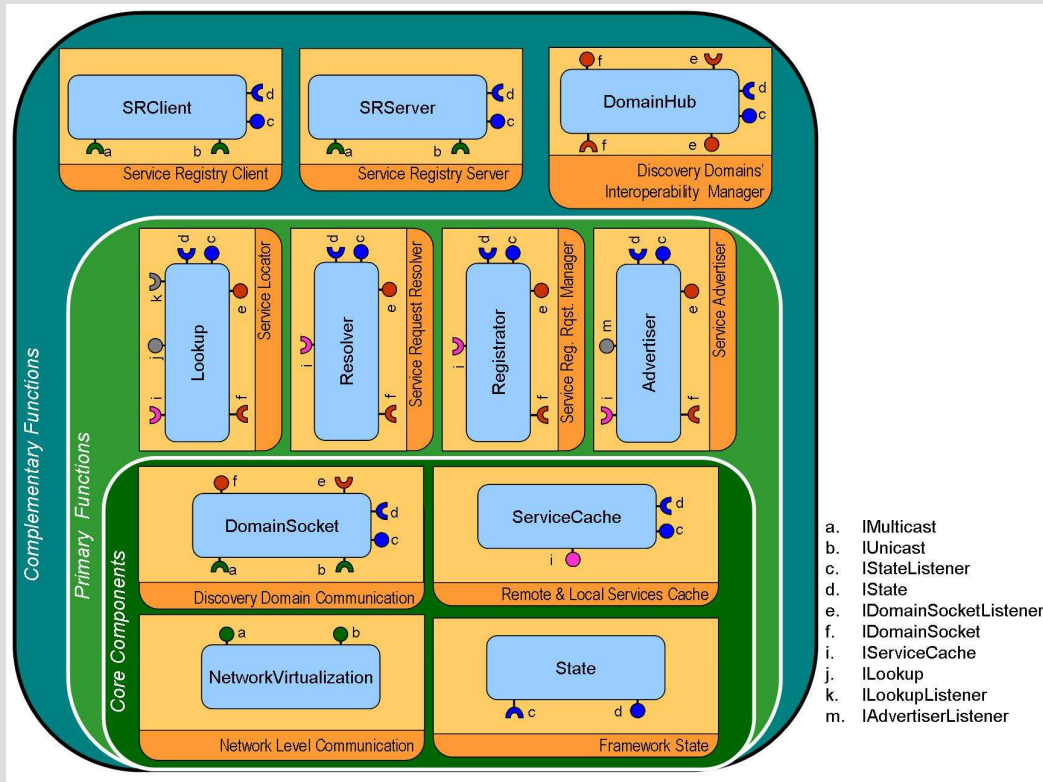 SRClient
d
c
a
b
Service Registry Client
SRServer
d
c
a
b
Service Registry Server
f
e
DomainHub
d
c
f
e
Discovery Domains'
Interoperability Manager
Complementary Functions
Primary Functions
Core Components
d
c
k
e
j
Lookup
i
f
Service Locator
d
c
e
i
Resolver
f
Service Request Resolver
d
c
e
i
Registrator
f
Service Reg. Rqst. Manager
d
c
e
m
Advertiser
i
f
Service Advertiser
f
e
DomainSocket
d
c
a
b
Discovery Domain Communication
ServiceCache
d
c
i
Remote & Local Services Cache
a
b
NetworkVirtualization
Network Level Communication
State
c
d
Framework State
a. IMulticast
b. IUnicast
c. IStateListener
d. IState
e. IDomainSocketListener
f. IDomainSocket
i. IServiceCache
j. ILookup
k. ILookupListener
m. IAdvertiserListener